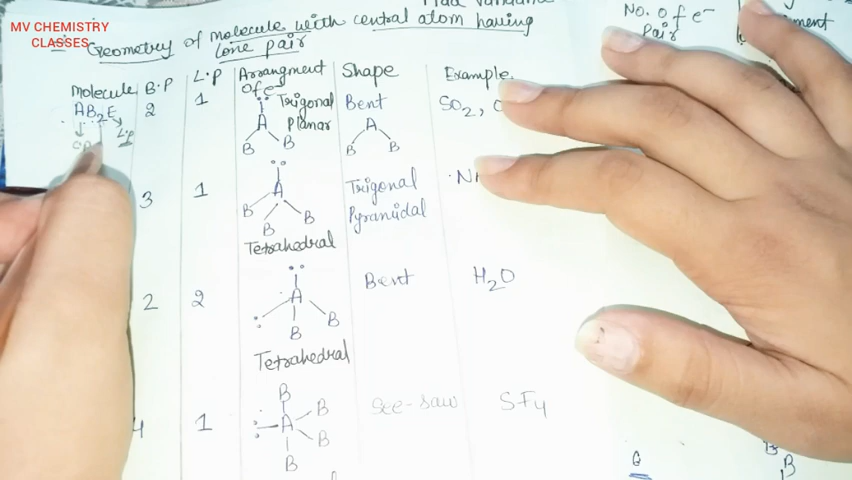 MV CHEMISTRY
CLASSES
Geometry of molecule with central atom having
lone pair
No. of e⁻
Pair
Molecule B.P L.P Arrangment of e⁻ Shape Example
AB₂E 2 1 Trigonal Planar Bent SO₂, O
L.P
A
B B
A
B B
3 1 Trigonal Pyramidal
A
B B B
Tetrahedral
2 2 Bent H₂O
A
B B
Tetrahedral
4 1 See-saw SF₄
B
A B
B
B
B
B